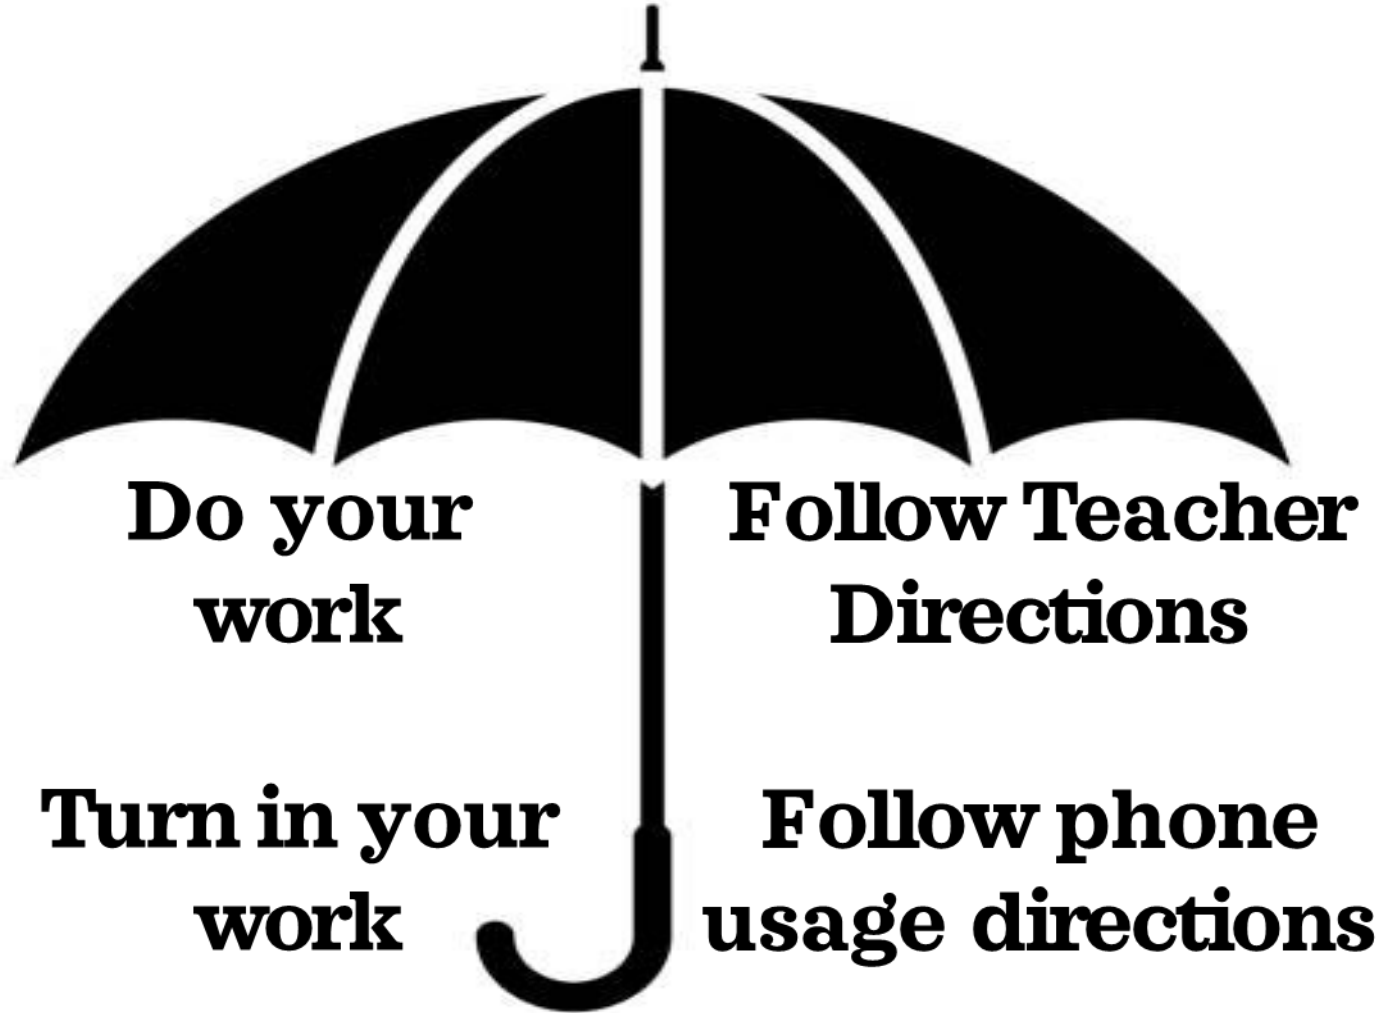 Do your
work
Turn in your
work
Follow Teacher
Directions
Follow phone
usage directions